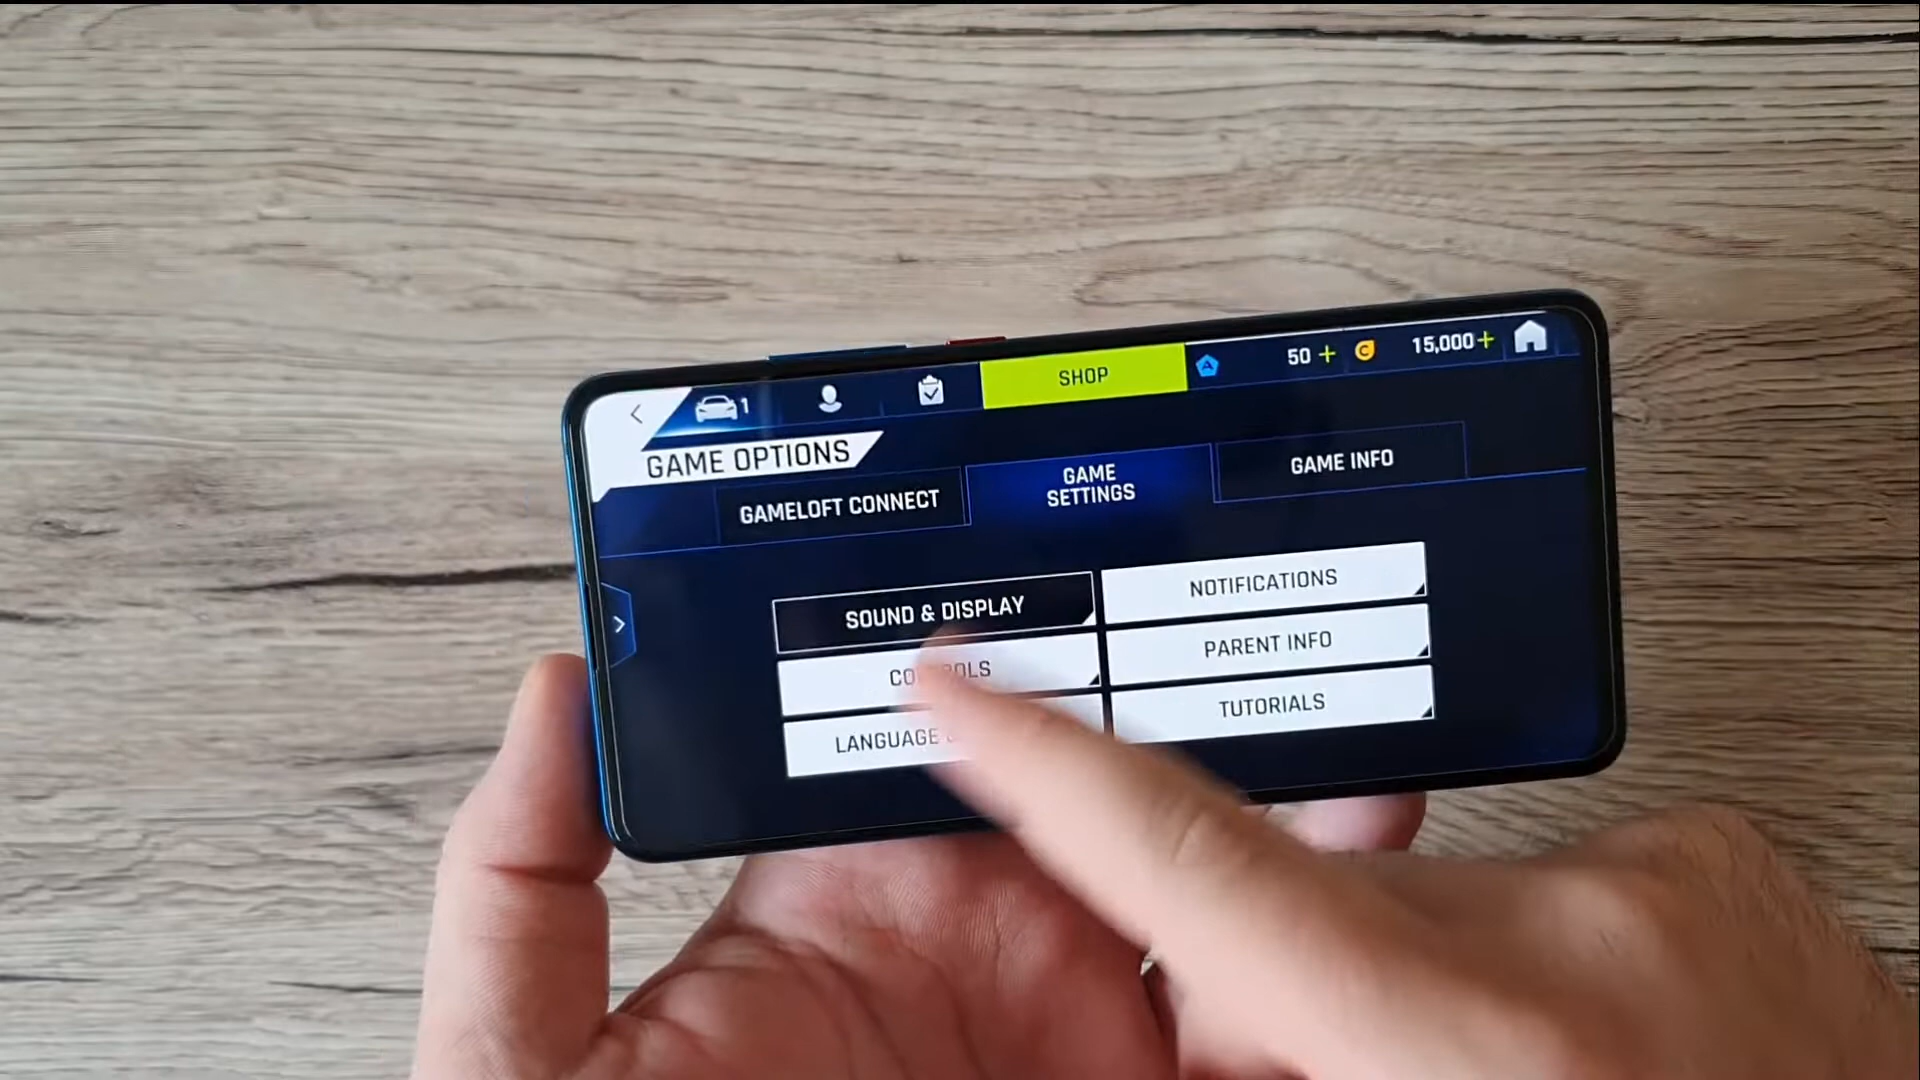 1
SHOP
50 +
15,000 +
GAME OPTIONS
GAMELOFT CONNECT
GAME
SETTINGS
GAME INFO
SOUND & DISPLAY
NOTIFICATIONS
CONTROLS
PARENT INFO
LANGUAGE
TUTORIALS